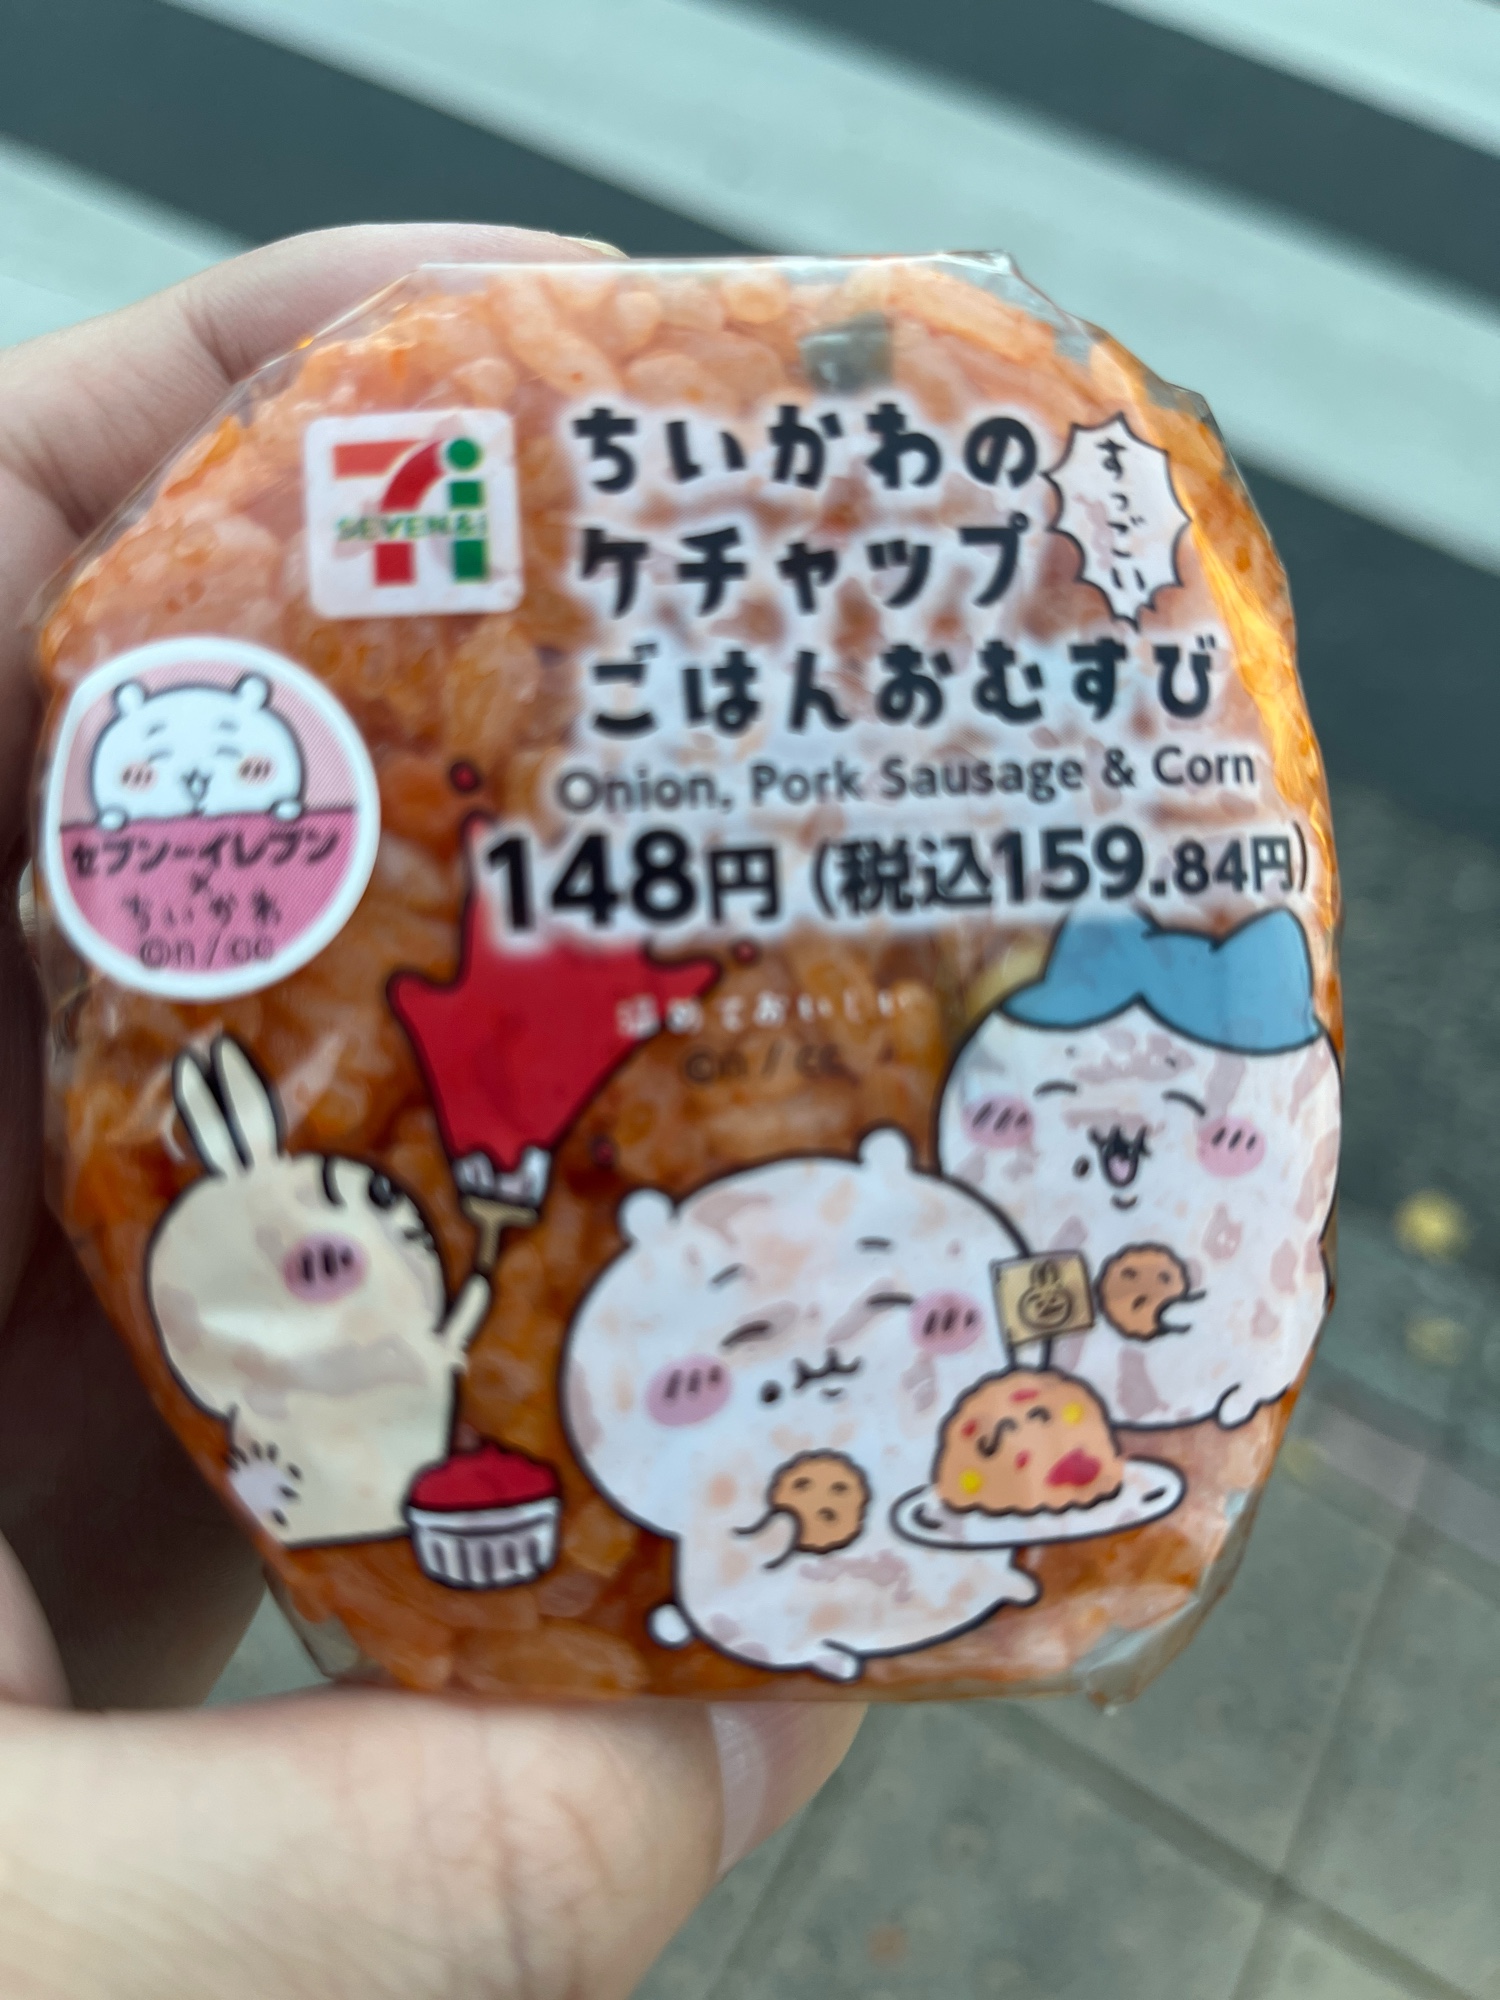 ちいかわの
すっごい
ケチャップ
ごはんおむすび
Onion, Pork Sausage & Corn
148円 (税込159.84円)
SEVEN&i
セブン-イレブン
×
ちいかわ
©n / cc
©n / cc